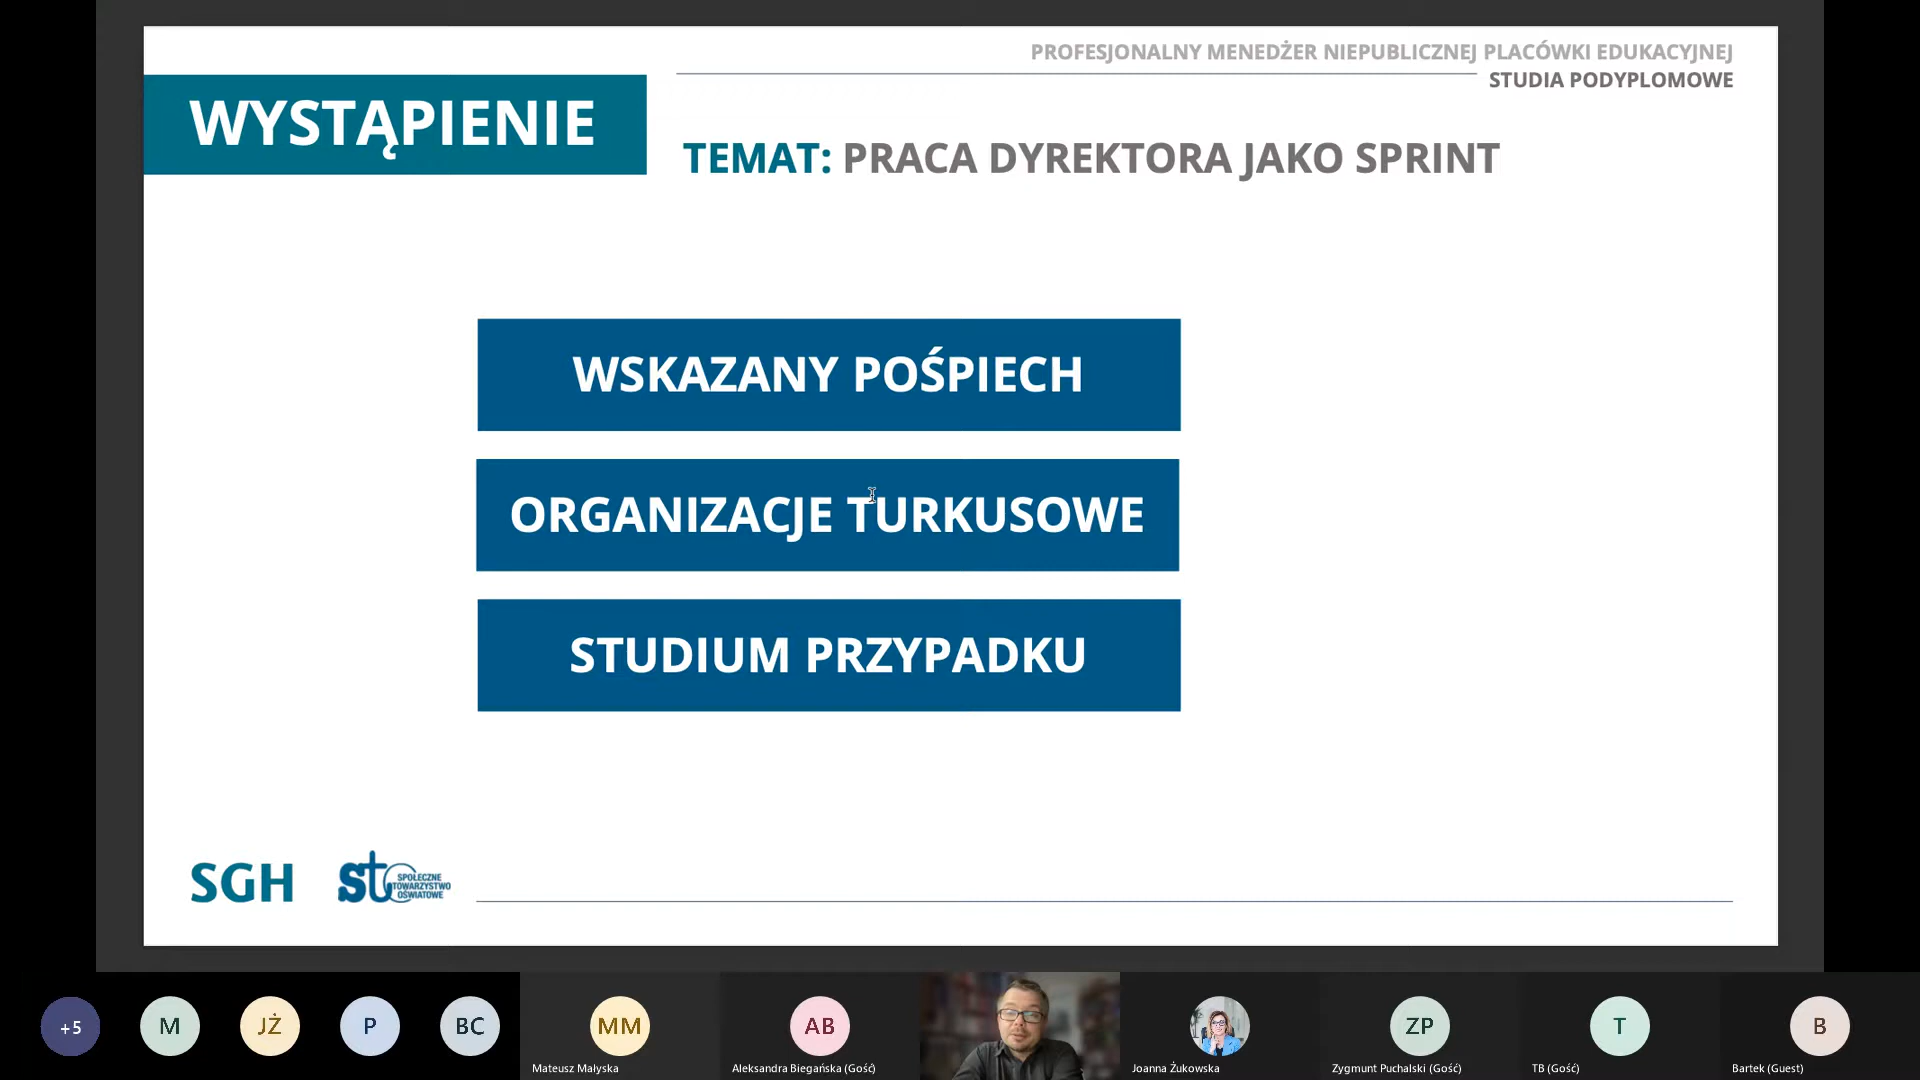 PROFESJONALNY MENEDŻER NIEPUBLICZNEJ PLACÓWKI EDUKACYJNEJ
STUDIA PODYPLOMOWE
WYSTĄPIENIE
TEMAT: PRACA DYREKTORA JAKO SPRINT
WSKAZANY POŚPIECH
ORGANIZACJE TURKUSOWE
STUDIUM PRZYPADKU
SGH
sto
SPOŁECZNE
TOWARZYSTWO
OŚWIATOWE
+5
M
JŻ
P
BC
MM
AB
ZP
T
B
Mateusz Małyska
Aleksandra Biegańska (Gość)
Joanna Żukowska
Zygmunt Puchalski (Gość)
TB (Gość)
Bartek (Guest)